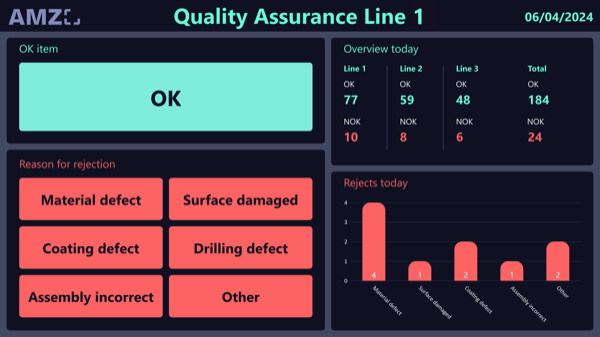 AMZ
Quality Assurance Line 1
06/04/2024
OK item
OK
Reason for rejection
Material defect
Surface damaged
Coating defect
Drilling defect
Assembly incorrect
Other
Overview today
Line 1 Line 2 Line 3 Total
OK OK OK OK
77 59 48 184
NOK NOK NOK NOK
10 8 6 24
Rejects today
4
3
2
1
0
4 1 2 1 2
Material defect
Surface damaged
Coating defect
Assembly incorrect
Other